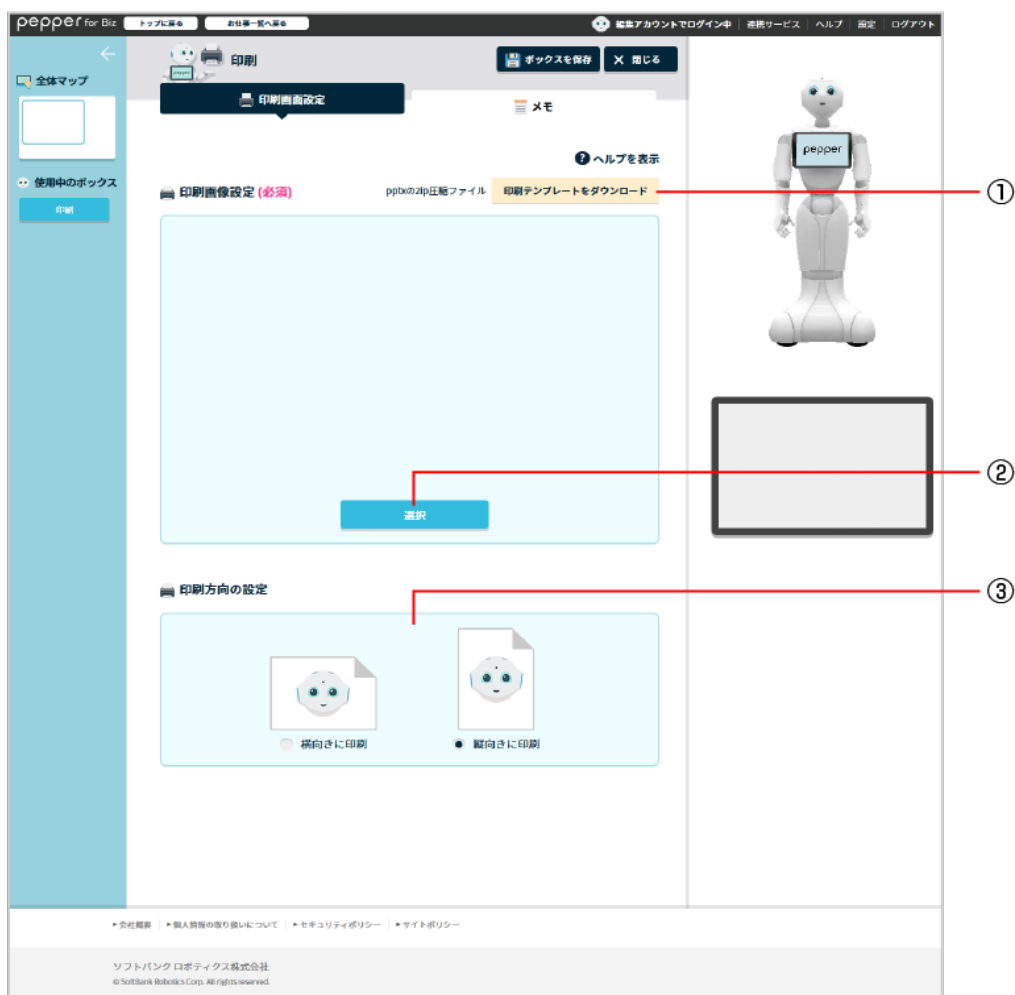 pepper for Biz トップに戻る お仕事一覧へ戻る 編集アカウントでログイン中 連携サービス ヘルプ 設定 ログアウト
全体マップ
使用中のボックス
印刷
印刷 ボックスを保存 × 閉じる
印刷画面設定 メモ
? ヘルプを表示
印刷画像設定 (必須) pptxのzip圧縮ファイル 印刷テンプレートをダウンロード ①
選択 ②
印刷方向の設定 ③
横向きに印刷 縦向きに印刷
pepper
会社概要 個人情報の取り扱いについて セキュリティポリシー サイトポリシー
ソフトバンク ロボティクス株式会社
© SoftBank Robotics Corp. All rights reserved.